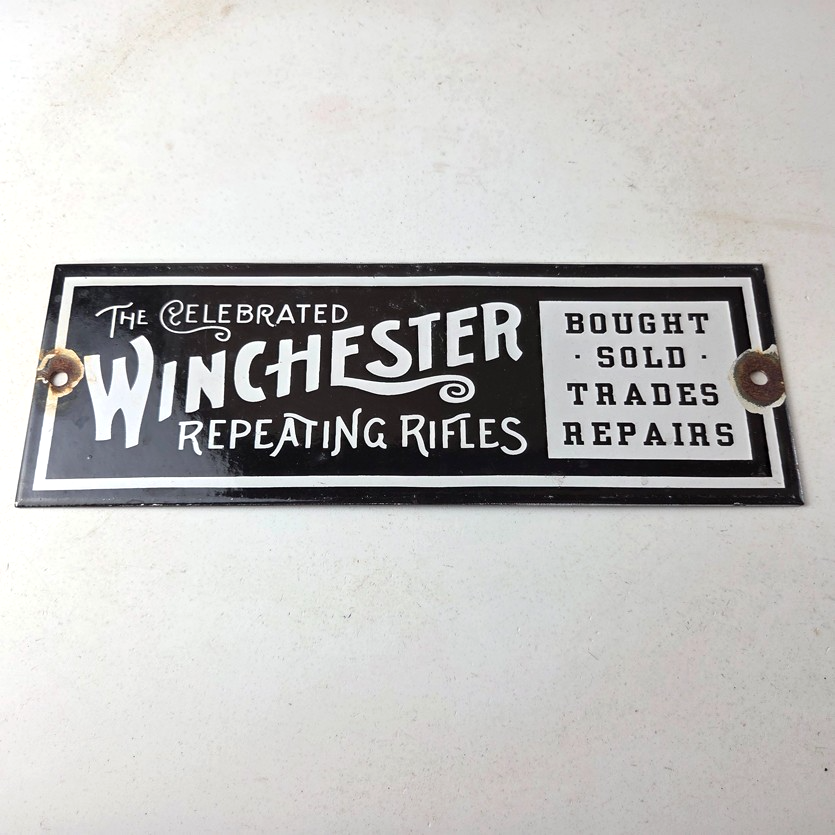 The Celebrated
Winchester
Repeating Rifles
BOUGHT
· SOLD ·
TRADES
REPAIRS